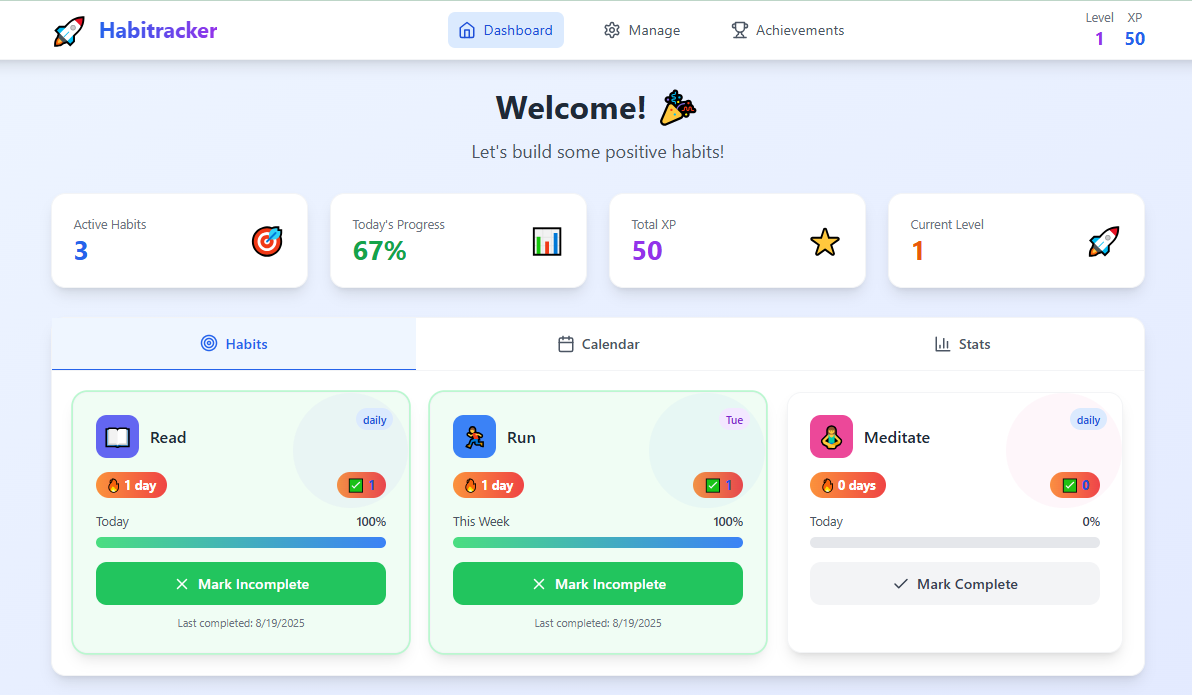 Habitracker
Dashboard
Manage
Achievements
Level XP
1 50
Welcome!
Let's build some positive habits!
Active Habits
3
Today's Progress
67%
Total XP
50
Current Level
1
Habits
Calendar
Stats
daily
Read
1 day
1
Today 100%
Mark Incomplete
Last completed: 8/19/2025
Tue
Run
1 day
1
This Week 100%
Mark Incomplete
Last completed: 8/19/2025
daily
Meditate
0 days
0
Today 0%
Mark Complete